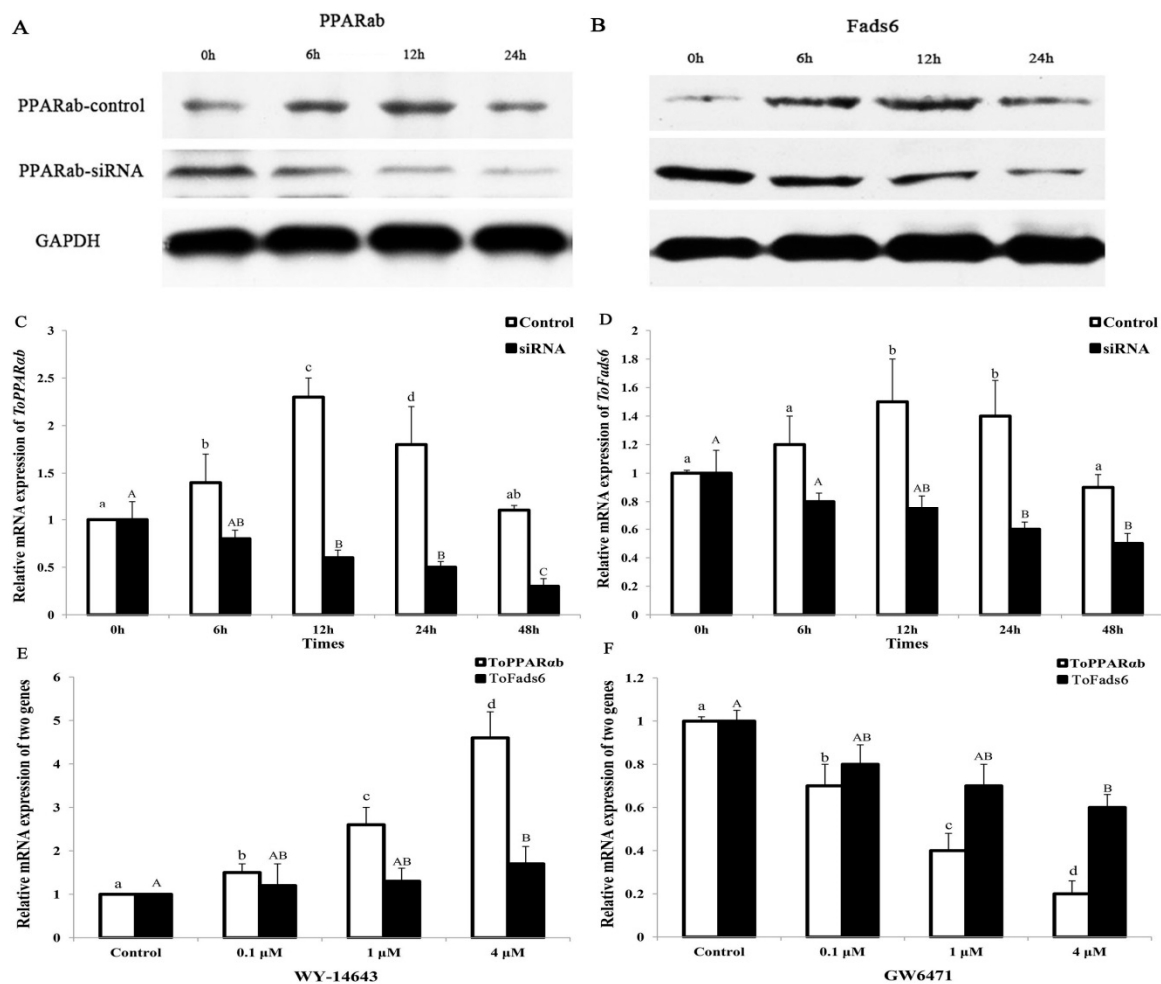 A
PPARab
0h 6h 12h 24h
PPARab-control
PPARab-siRNA
GAPDH
B
Fads6
0h 6h 12h 24h
C
Control
siRNA
Relative mRNA expression of ToPPARab
3
2.5
2
1.5
1
0.5
0
a A b AB c B d B ab C
0h 6h 12h 24h 48h
Times
D
Control
siRNA
Relative mRNA expression of ToFads6
2
1.8
1.6
1.4
1.2
1
0.8
0.6
0.4
0.2
0
a A a A b AB b B a B
0h 6h 12h 24h 48h
Times
E
ToPPARαb
ToFads6
Relative mRNA expression of two genes
6
5
4
3
2
1
0
a A b AB c AB d B
Control 0.1 μM 1 μM 4 μM
WY-14643
F
ToPPARαb
ToFads6
Relative mRNA expression of two genes
1.2
1
0.8
0.6
0.4
0.2
0
a A b AB c AB d B
Control 0.1 μM 1 μM 4 μM
GW6471